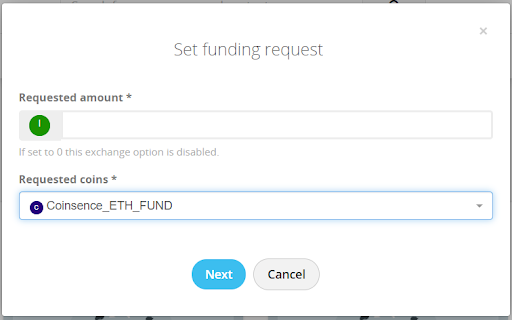 ×
Set funding request
Requested amount *
If set to 0 this exchange option is disabled.
Requested coins *
C Coinsence_ETH_FUND
Next Cancel